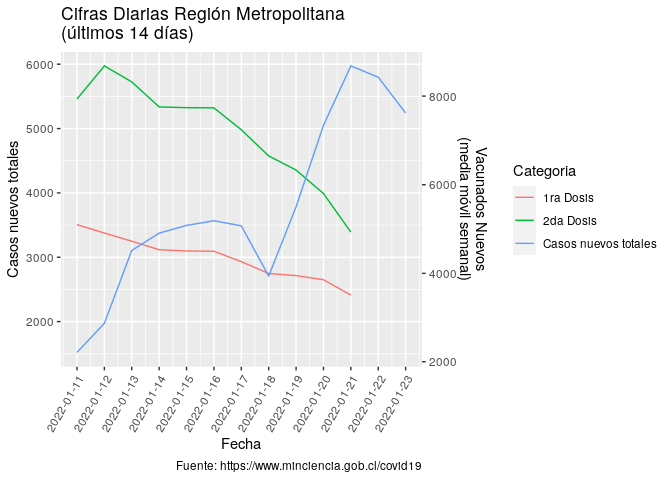 Cifras Diarias Región Metropolitana
(últimos 14 días)
6000
5000
4000
3000
2000
Casos nuevos totales
8000
6000
4000
2000
Vacunados Nuevos
(media móvil semanal)
2022-01-11
2022-01-12
2022-01-13
2022-01-14
2022-01-15
2022-01-16
2022-01-17
2022-01-18
2022-01-19
2022-01-20
2022-01-21
2022-01-22
2022-01-23
Fecha
Categoria
1ra Dosis
2da Dosis
Casos nuevos totales
Fuente: https://www.minciencia.gob.cl/covid19